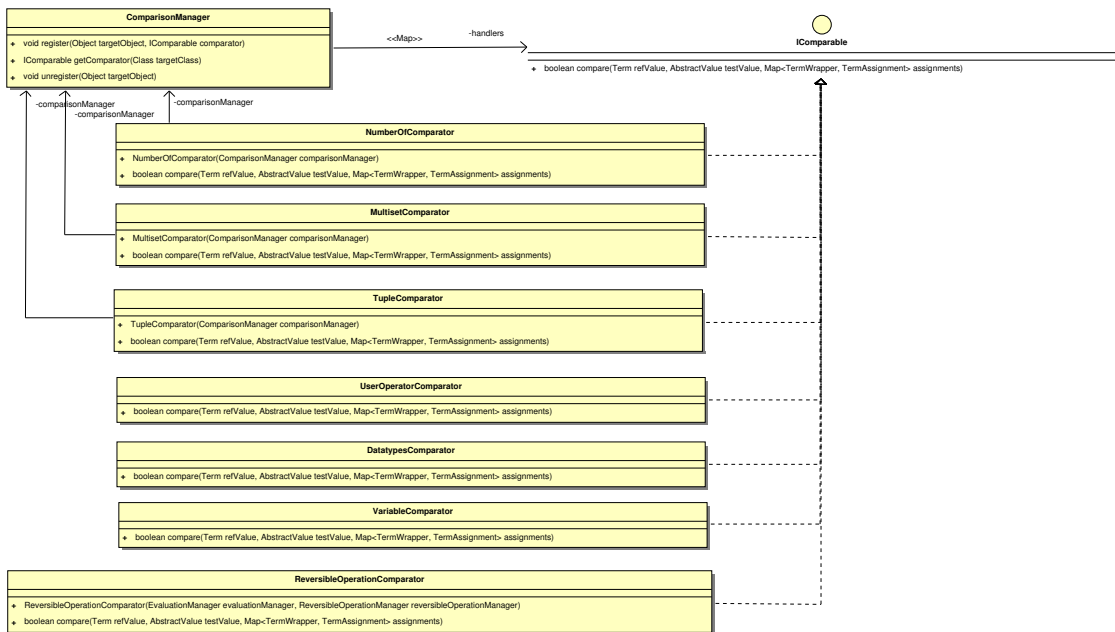 ComparisonManager
+ void register(Object targetObject, IComparable comparator)
+ IComparable getComparator(Class targetClass)
+ void unregister(Object targetObject)
<<Map>>
-handlers
IComparable
+ boolean compare(Term refValue, AbstractValue testValue, Map<TermWrapper, TermAssignment> assignments)
-comparisonManager
-comparisonManager
-comparisonManager
NumberOfComparator
+ NumberOfComparator(ComparisonManager comparisonManager)
+ boolean compare(Term refValue, AbstractValue testValue, Map<TermWrapper, TermAssignment> assignments)
MultisetComparator
+ MultisetComparator(ComparisonManager comparisonManager)
+ boolean compare(Term refValue, AbstractValue testValue, Map<TermWrapper, TermAssignment> assignments)
TupleComparator
+ TupleComparator(ComparisonManager comparisonManager)
+ boolean compare(Term refValue, AbstractValue testValue, Map<TermWrapper, TermAssignment> assignments)
UserOperatorComparator
+ boolean compare(Term refValue, AbstractValue testValue, Map<TermWrapper, TermAssignment> assignments)
DatatypesComparator
+ boolean compare(Term refValue, AbstractValue testValue, Map<TermWrapper, TermAssignment> assignments)
VariableComparator
+ boolean compare(Term refValue, AbstractValue testValue, Map<TermWrapper, TermAssignment> assignments)
ReversibleOperationComparator
+ ReversibleOperationComparator(EvaluationManager evaluationManager, ReversibleOperationManager reversibleOperationManager)
+ boolean compare(Term refValue, AbstractValue testValue, Map<TermWrapper, TermAssignment> assignments)